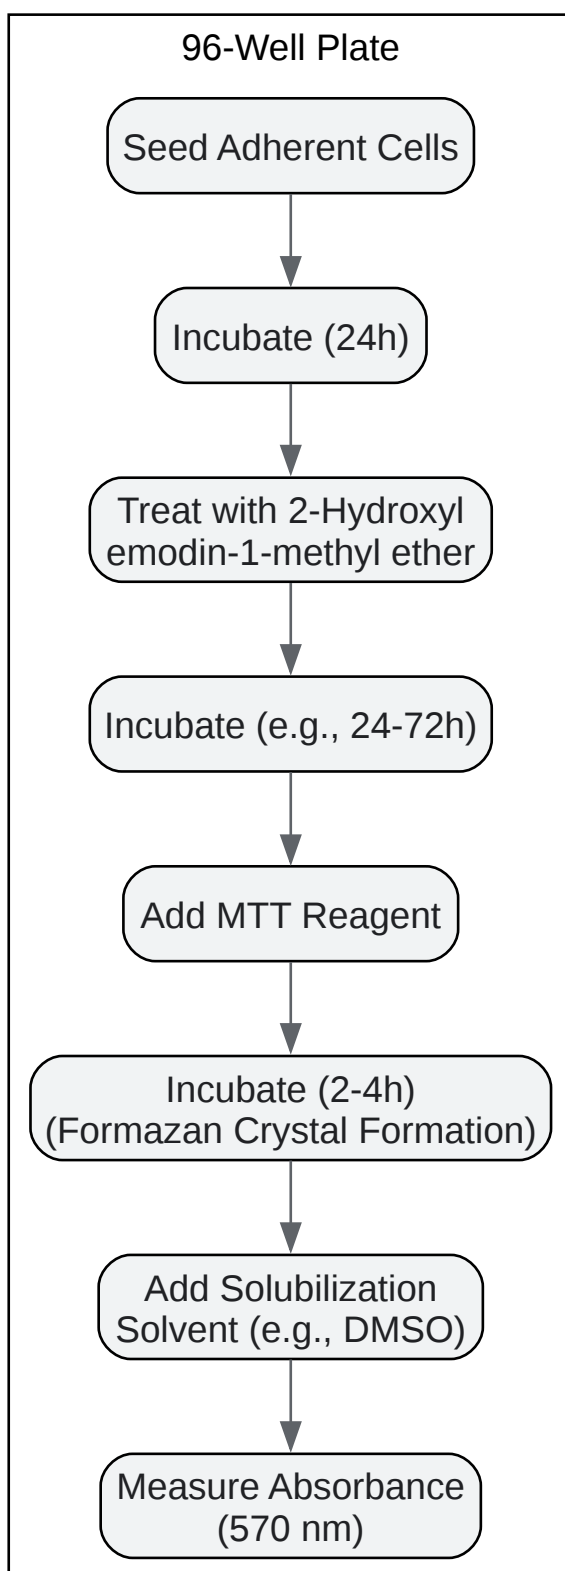 96-Well Plate
Seed Adherent Cells
Incubate (24h)
Treat with 2-Hydroxyl
emodin-1-methyl ether
Incubate (e.g., 24-72h)
Add MTT Reagent
Incubate (2-4h)
(Formazan Crystal Formation)
Add Solubilization
Solvent (e.g., DMSO)
Measure Absorbance
(570 nm)